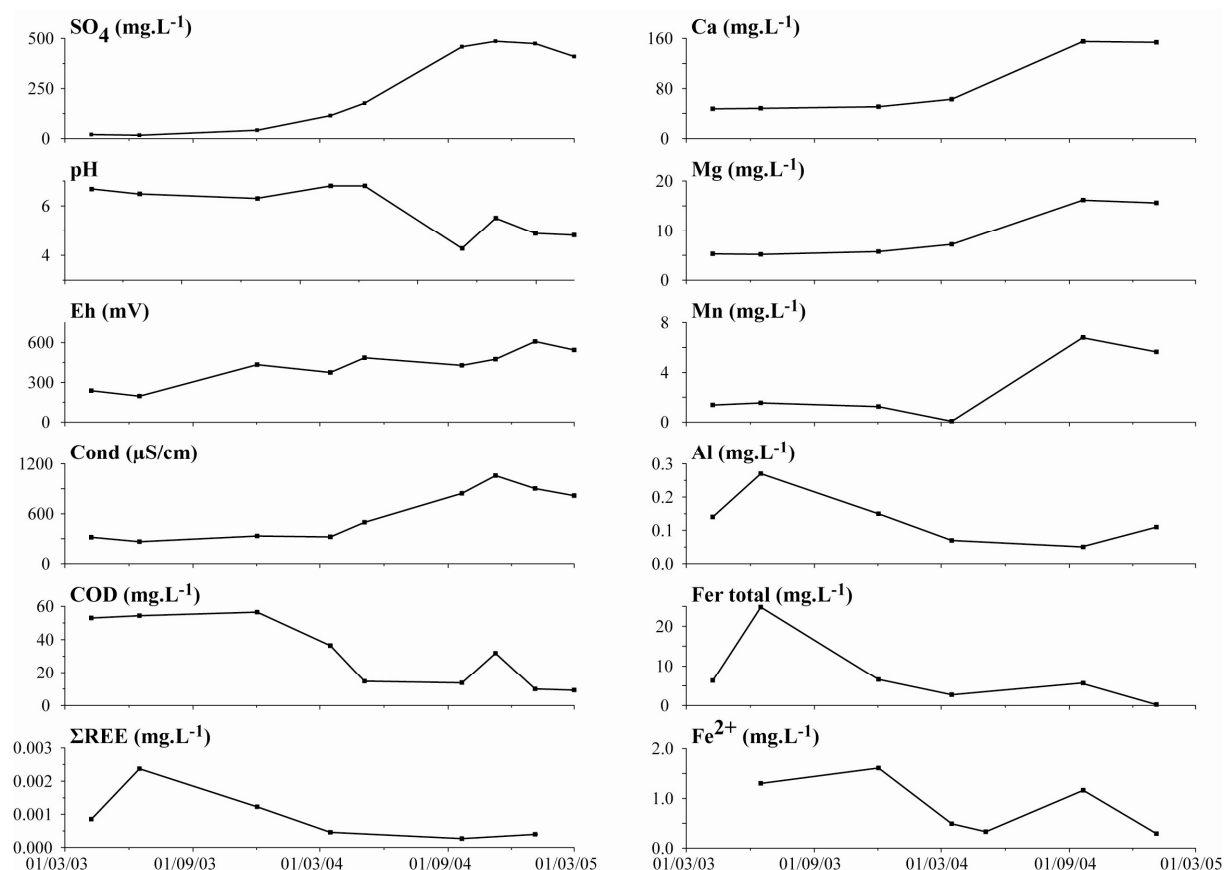 SO4 (mg.L-1)
500
250
0
pH
6
4
Eh (mV)
600
300
0
Cond (µS/cm)
1200
600
0
COD (mg.L-1)
60
40
20
0
ΣREE (mg.L-1)
0.003
0.002
0.001
0.000
01/03/03 01/09/03 01/03/04 01/09/04 01/03/05
Ca (mg.L-1)
160
80
0
Mg (mg.L-1)
20
10
0
Mn (mg.L-1)
8
4
0
Al (mg.L-1)
0.3
0.2
0.1
0.0
Fer total (mg.L-1)
20
10
0
Fe2+ (mg.L-1)
2.0
1.0
0.0
01/03/03 01/09/03 01/03/04 01/09/04 01/03/05